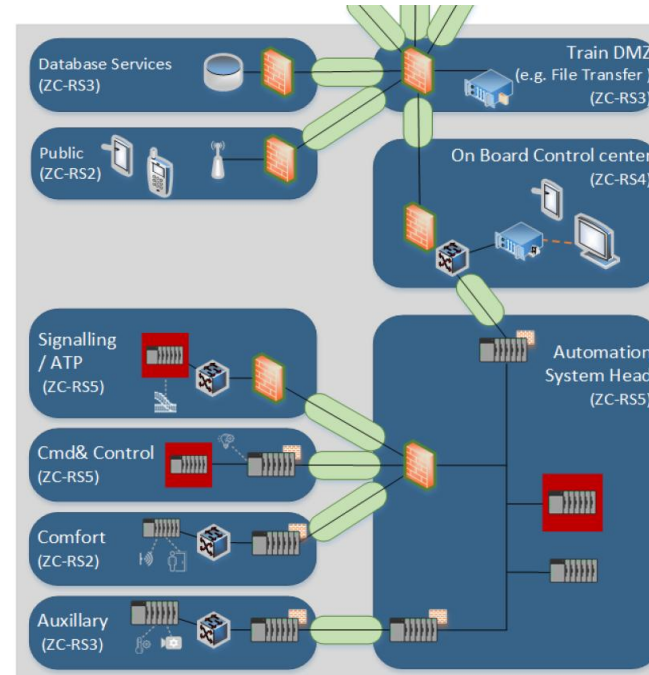 Database Services
(ZC-RS3)
Train DMZ
(e.g. File Transfer )
(ZC-RS3)
Public
(ZC-RS2)
On Board Control center
(ZC-RS4)
Signalling
/ ATP
(ZC-RS5)
Automation
System Head
(ZC-RS5)
Cmd& Control
(ZC-RS5)
Comfort
(ZC-RS2)
Auxillary
(ZC-RS3)